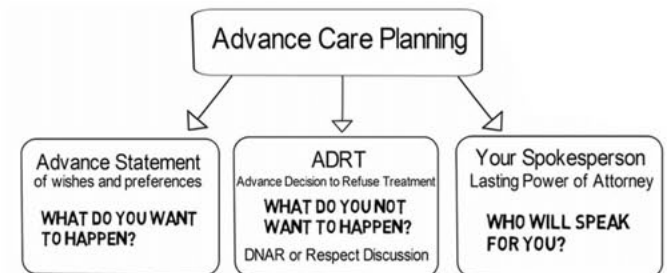 Advance Care Planning
Advance Statement
of wishes and preferences
WHAT DO YOU WANT
TO HAPPEN?
ADRT
Advance Decision to Refuse Treatment
WHAT DO YOU NOT
WANT TO HAPPEN?
DNAR or Respect Discussion
Your Spokesperson
Lasting Power of Attorney
WHO WILL SPEAK
FOR YOU?